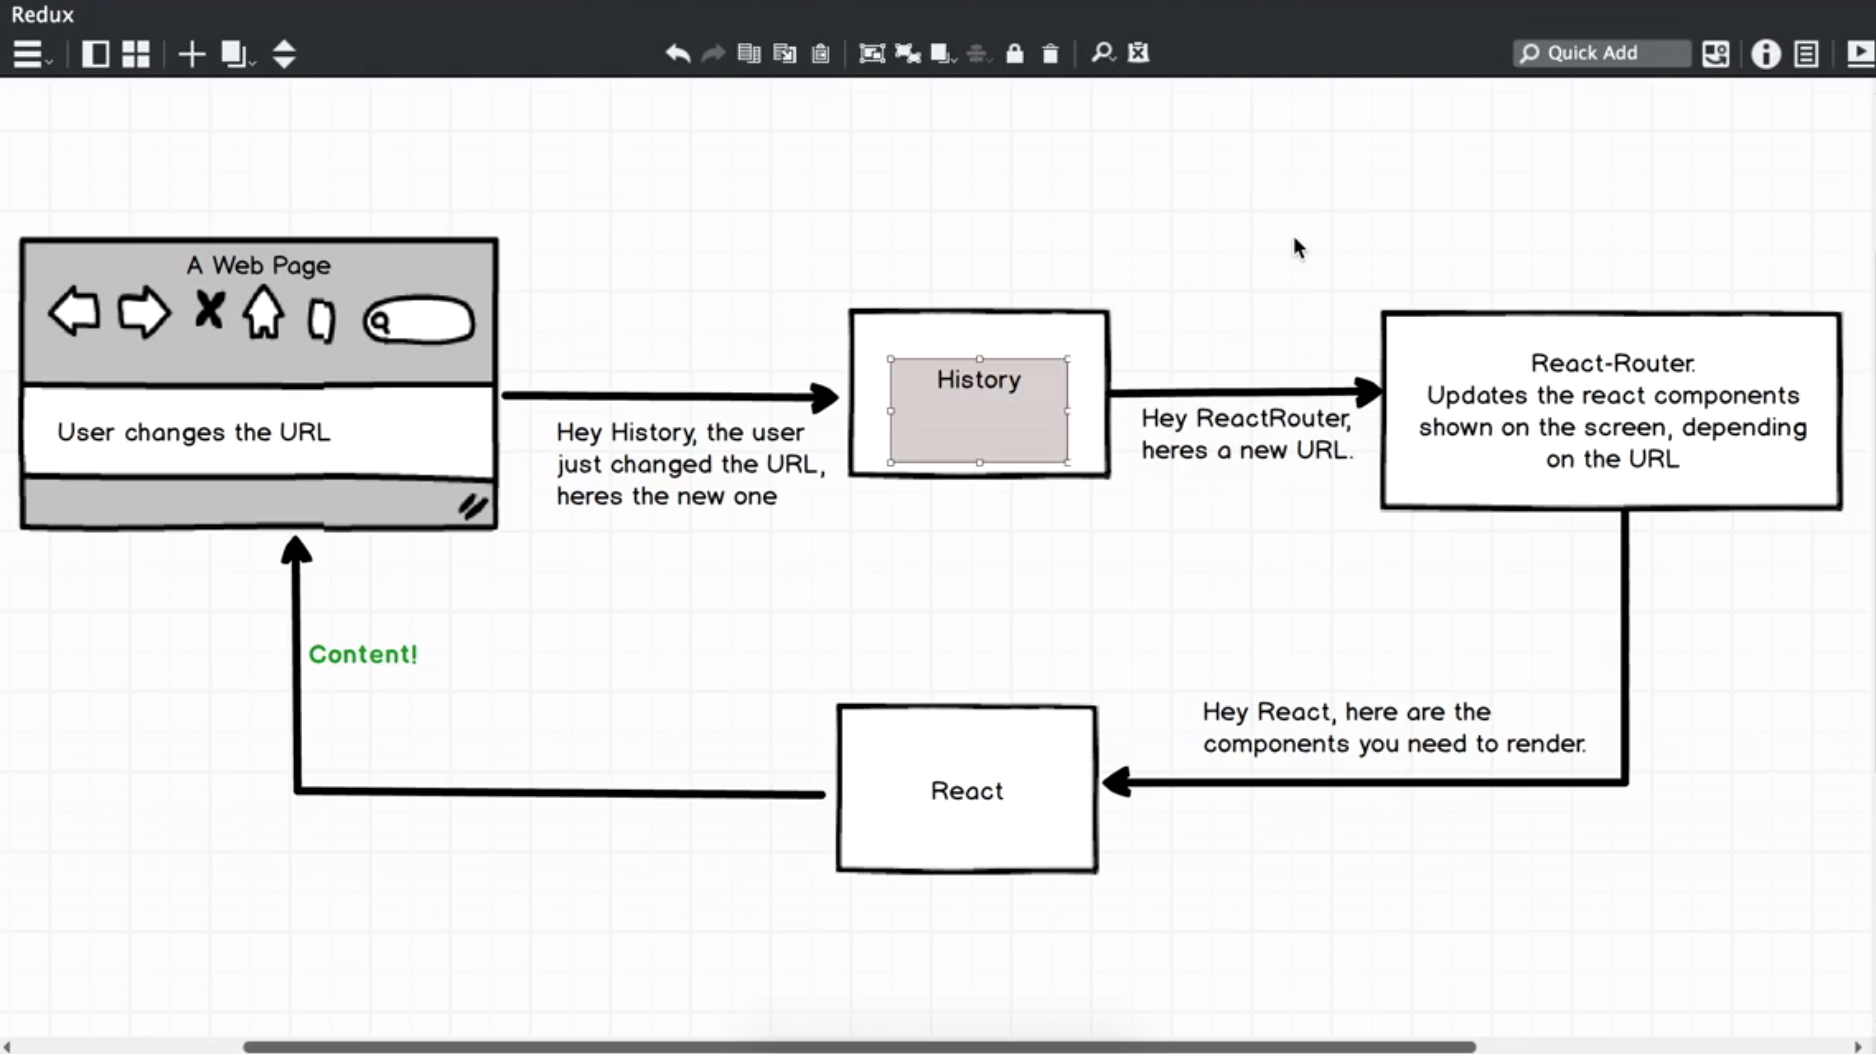 Redux
Quick Add
A Web Page
User changes the URL
Hey History, the user
just changed the URL,
heres the new one
History
Hey ReactRouter,
heres a new URL.
React-Router.
Updates the react components
shown on the screen, depending
on the URL
Content!
Hey React, here are the
components you need to render.
React